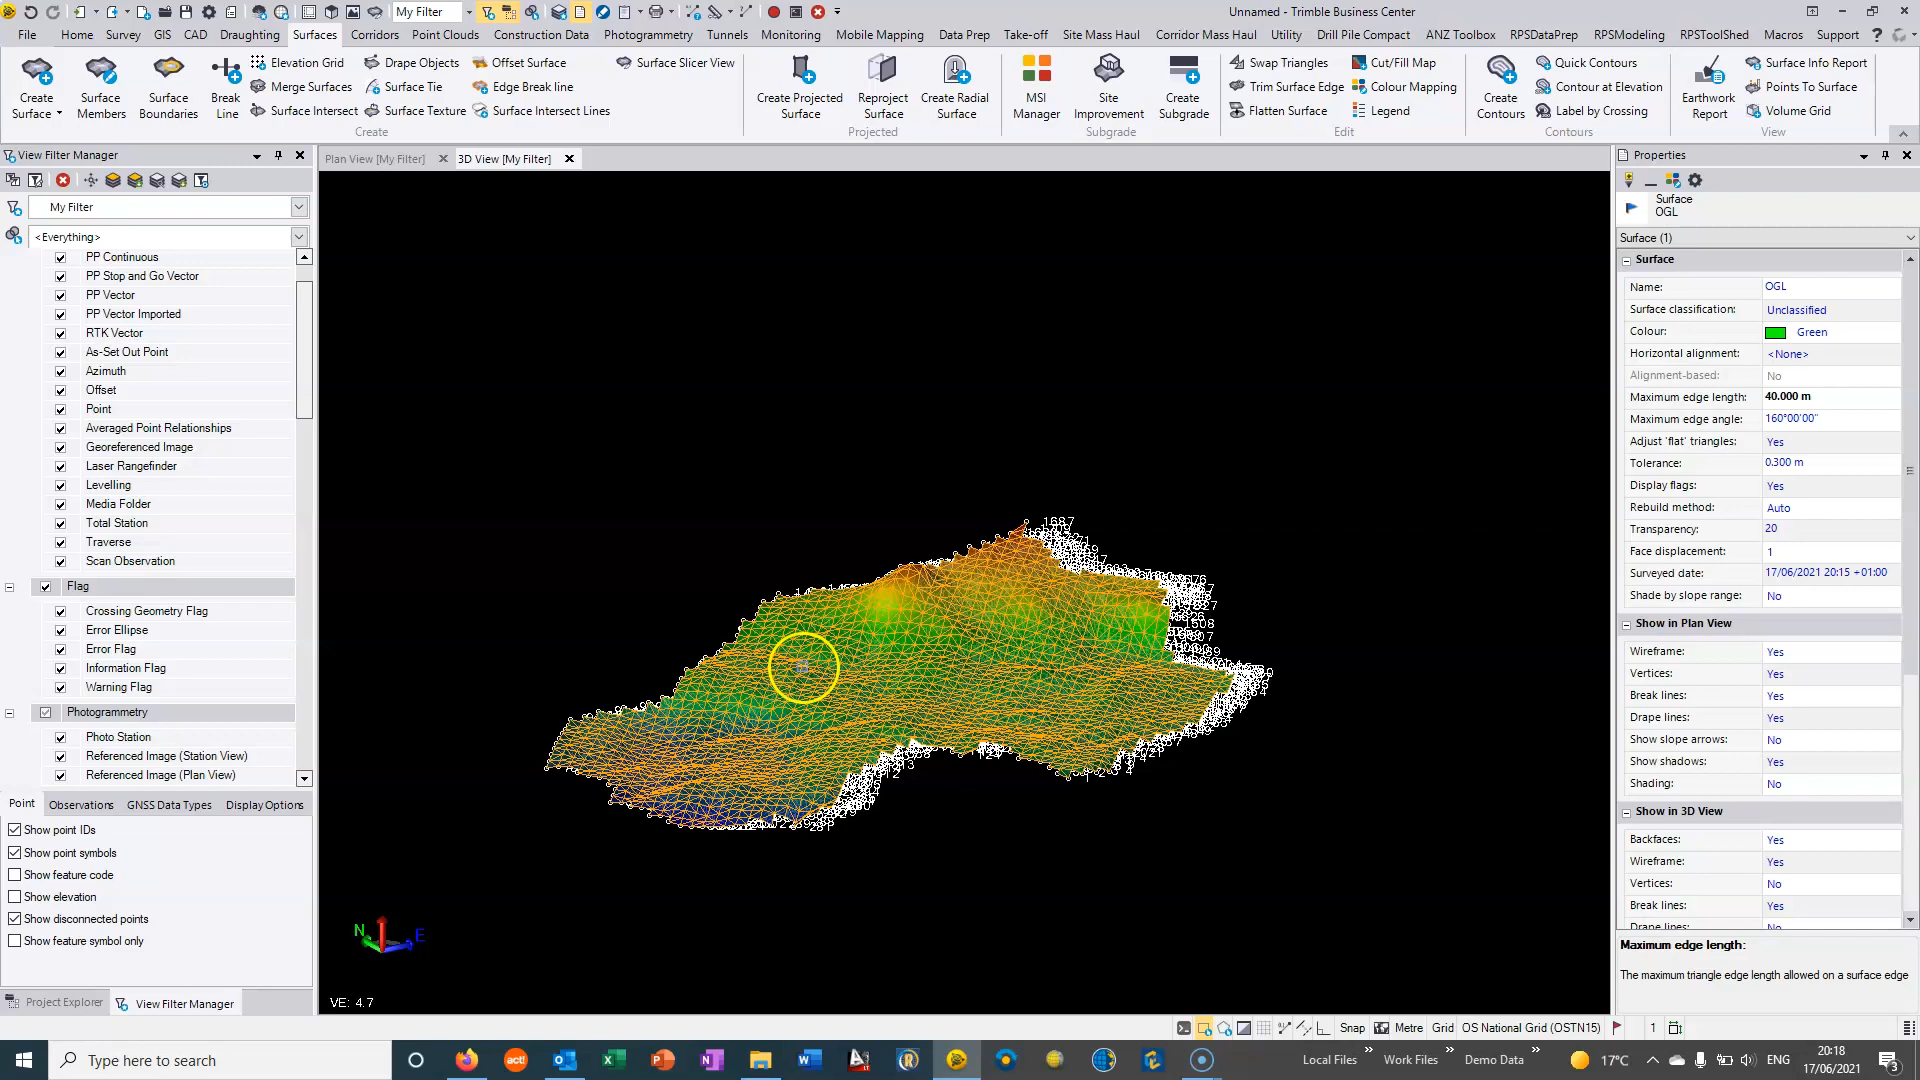 My Filter
Unnamed - Trimble Business Center
File Home Survey GIS CAD Draughting Surfaces Corridors Point Clouds Construction Data Photogrammetry Tunnels Monitoring Mobile Mapping Data Prep Take-off Site Mass Haul Corridor Mass Haul Utility Drill Pile Compact ANZ Toolbox RPSDataPrep RPSModeling RPSToolShed Macros Support
Create Surface
Surface Members
Surface Boundaries
Break Line
Elevation Grid
Merge Surfaces
Surface Intersect
Drape Objects
Surface Tie
Surface Texture
Offset Surface
Edge Break line
Surface Intersect Lines
Surface Slicer View
Create
Create Projected Surface
Reproject Surface
Create Radial Surface
Projected
MSI Manager
Site Improvement
Create Subgrade
Subgrade
Swap Triangles
Trim Surface Edge
Flatten Surface
Cut/Fill Map
Colour Mapping
Legend
Edit
Create Contours
Quick Contours
Contour at Elevation
Label by Crossing
Contours
Earthwork Report
Surface Info Report
Points To Surface
Volume Grid
View
View Filter Manager
My Filter
<Everything>
PP Continuous
PP Stop and Go Vector
PP Vector
PP Vector Imported
RTK Vector
As-Set Out Point
Azimuth
Offset
Point
Averaged Point Relationships
Georeferenced Image
Laser Rangefinder
Levelling
Media Folder
Total Station
Traverse
Scan Observation
Flag
Crossing Geometry Flag
Error Ellipse
Error Flag
Information Flag
Warning Flag
Photogrammetry
Photo Station
Referenced Image (Station View)
Referenced Image (Plan View)
Point Observations GNSS Data Types Display Options
Show point IDs
Show point symbols
Show feature code
Show elevation
Show disconnected points
Show feature symbol only
Project Explorer View Filter Manager
Plan View [My Filter] 3D View [My Filter]
1687
N E
VE: 4.7
Properties
Surface
OGL
Surface (1)
Surface
Name: OGL
Surface classification: Unclassified
Colour: Green
Horizontal alignment: <None>
Alignment-based: No
Maximum edge length: 40.000 m
Maximum edge angle: 160°00'00"
Adjust 'flat' triangles: Yes
Tolerance: 0.300 m
Display flags: Yes
Rebuild method: Auto
Transparency: 20
Face displacement: 1
Surveyed date: 17/06/2021 20:15 +01:00
Shade by slope range: No
Show in Plan View
Wireframe: Yes
Vertices: Yes
Break lines: Yes
Drape lines: Yes
Show slope arrows: No
Show shadows: Yes
Shading: No
Show in 3D View
Backfaces: Yes
Wireframe: Yes
Vertices: No
Break lines: Yes
Drape lines: No
Maximum edge length:
The maximum triangle edge length allowed on a surface edge
Snap Metre Grid OS National Grid (OSTN15) 1
Type here to search
Local Files Work Files Demo Data 17°C ENG
20:18
17/06/2021
3